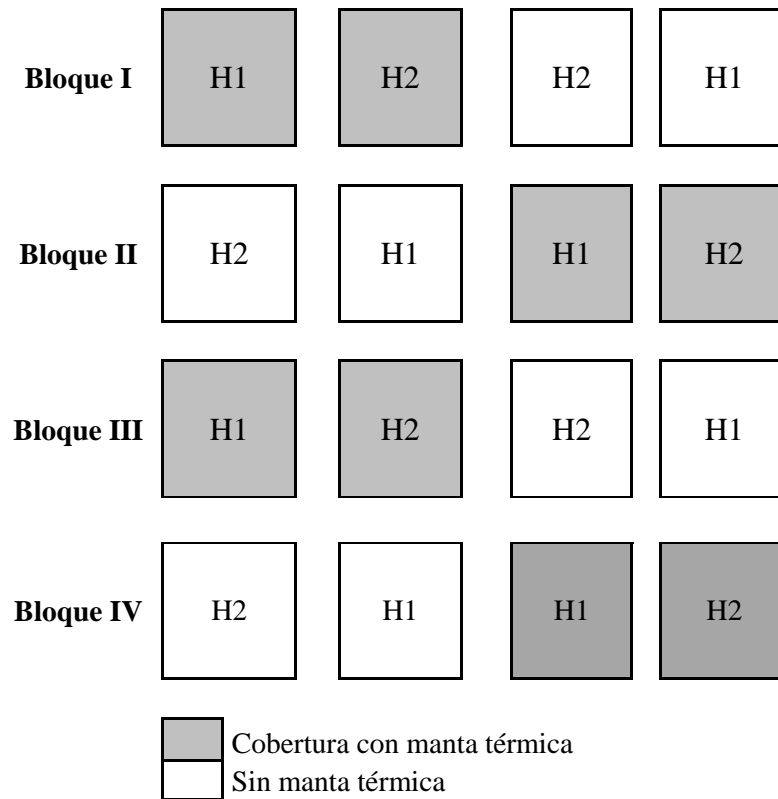 Bloque I H1 H2 H2 H1
Bloque II H2 H1 H1 H2
Bloque III H1 H2 H2 H1
Bloque IV H2 H1 H1 H2
Cobertura con manta térmica
Sin manta térmica